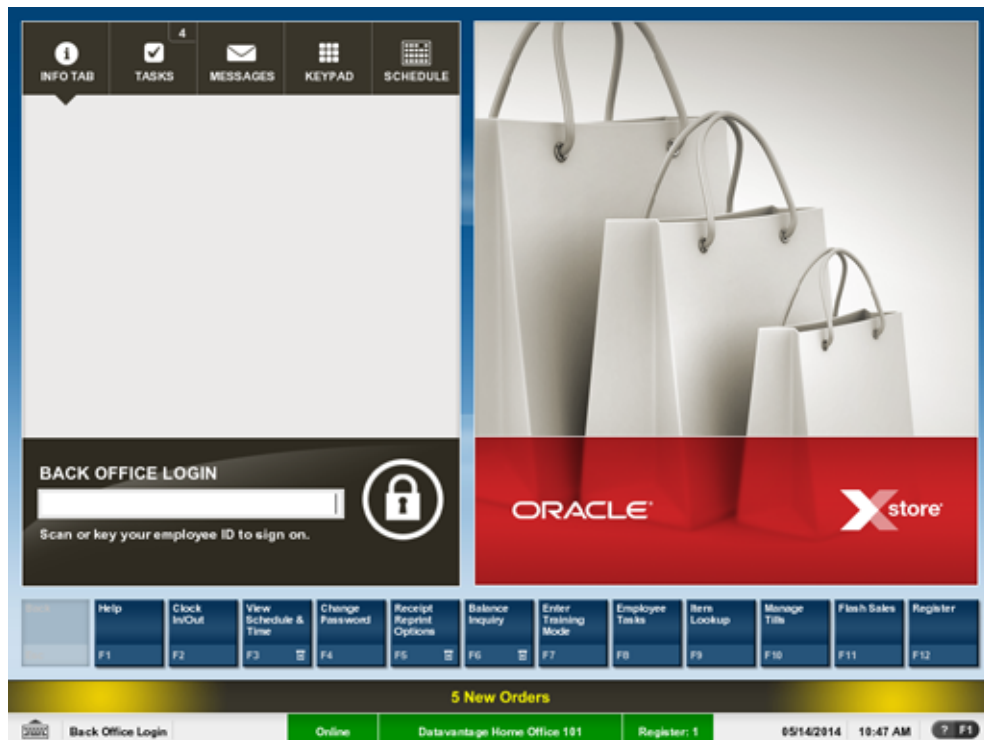 4
INFO TAB
TASKS
MESSAGES
KEYPAD
SCHEDULE
BACK OFFICE LOGIN
Scan or key your employee ID to sign on.
ORACLE
X store
Back
Help
F1
Clock
In/Out
F2
View
Schedule &
Time
F3
Change
Password
F4
Receipt
Reprint
Options
F5
Balance
Inquiry
F6
Enter
Training
Mode
F7
Employee
Tasks
F8
Item
Lookup
F9
Manage
Tills
F10
Flash Sales
F11
Register
F12
5 New Orders
Back Office Login
Online
Datavantage Home Office 101
Register: 1
05/14/2014
10:47 AM
? F1